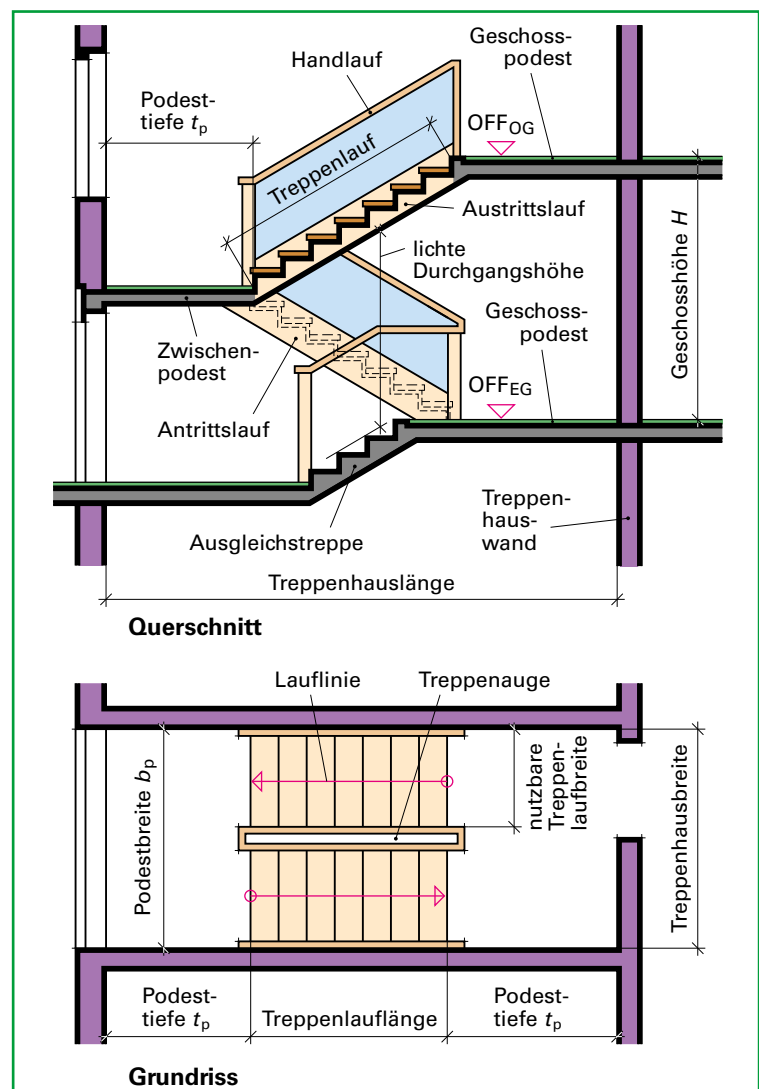 Geschoss-
podest
Handlauf
Podest-
tiefe tp
OFFOG
Treppenlauf
Austrittslauf
lichte
Durchgangshöhe
Geschosshöhe H
Geschoss-
podest
Zwischen-
podest
OFFEG
Antrittslauf
Treppen-
haus-
wand
Ausgleichstreppe
Treppenhauslänge
Querschnitt
Lauflinie
Treppenauge
Podestbreite bp
nutzbare
Treppen-
laufbreite
Treppenhausbreite
Podest-
tiefe tp
Treppenlauflänge
Podest-
tiefe tp
Grundriss